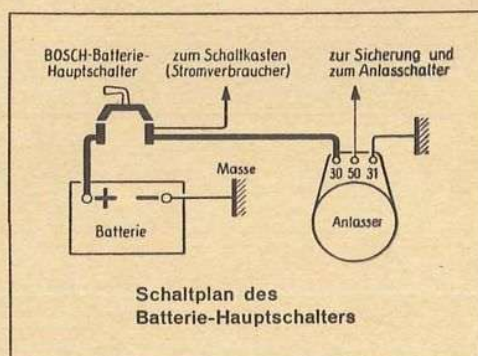 BOSCH-Batterie-
Hauptschalter
zum Schaltkasten
(Stromverbraucher)
zur Sicherung und
zum Anlasschalter
Masse
30 50 31
+ −
Batterie
Anlasser
Schaltplan des
Batterie-Hauptschalters